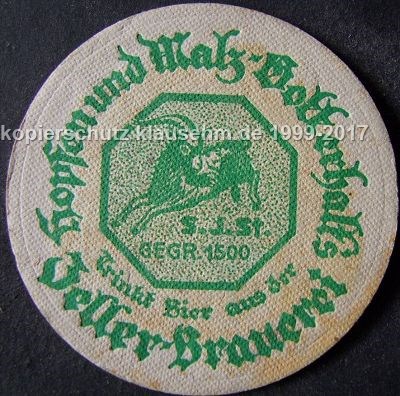 Hopfen und Malz-Gott erhalt's
S.J.St.
GEGR. 1500
Trinkt Bier aus der
Zeller-Brauerei
kopierschutz klausehm.de 1999-2017